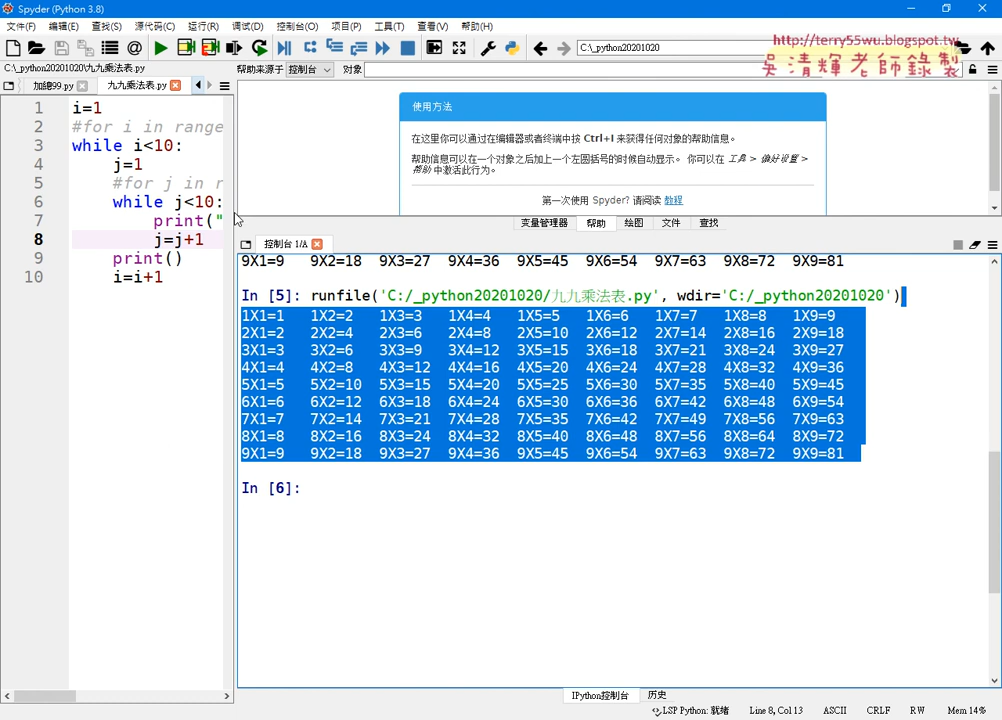 Spyder (Python 3.8)
文件(F) 编辑(E) 查找(S) 源代码(C) 运行(R) 调试(D) 控制台(O) 项目(P) 工具(T) 查看(V) 帮助(H)
C:\_python20201020
http://terry55wu.blogspot.tw
吳清輝老師錄製
C:\_python20201020\九九乘法表.py
帮助来源于 控制台 对象
加總99.py 九九乘法表.py
1 i=1
2 #for i in range
3 while i<10:
4 j=1
5 #for j in r
6 while j<10:
7 print("
8 j=j+1
9 print()
10 i=i+1
使用方法
在这里你可以通过在编辑器或者终端中按 Ctrl+I 来获得任何对象的帮助信息。
帮助信息可以在一个对象之后加上一个左圆括号的时候自动显示。 你可以在 工具 > 偏好设置 >
帮助 中激活此行为。
第一次使用 Spyder? 请阅读 教程
变量管理器 帮助 绘图 文件 查找
控制台 1/A
9X1=9 9X2=18 9X3=27 9X4=36 9X5=45 9X6=54 9X7=63 9X8=72 9X9=81
In [5]: runfile('C:/_python20201020/九九乘法表.py', wdir='C:/_python20201020')
1X1=1 1X2=2 1X3=3 1X4=4 1X5=5 1X6=6 1X7=7 1X8=8 1X9=9
2X1=2 2X2=4 2X3=6 2X4=8 2X5=10 2X6=12 2X7=14 2X8=16 2X9=18
3X1=3 3X2=6 3X3=9 3X4=12 3X5=15 3X6=18 3X7=21 3X8=24 3X9=27
4X1=4 4X2=8 4X3=12 4X4=16 4X5=20 4X6=24 4X7=28 4X8=32 4X9=36
5X1=5 5X2=10 5X3=15 5X4=20 5X5=25 5X6=30 5X7=35 5X8=40 5X9=45
6X1=6 6X2=12 6X3=18 6X4=24 6X5=30 6X6=36 6X7=42 6X8=48 6X9=54
7X1=7 7X2=14 7X3=21 7X4=28 7X5=35 7X6=42 7X7=49 7X8=56 7X9=63
8X1=8 8X2=16 8X3=24 8X4=32 8X5=40 8X6=48 8X7=56 8X8=64 8X9=72
9X1=9 9X2=18 9X3=27 9X4=36 9X5=45 9X6=54 9X7=63 9X8=72 9X9=81
In [6]:
IPython控制台 历史
LSP Python: 就绪 Line 8, Col 13 ASCII CRLF RW Mem 14%